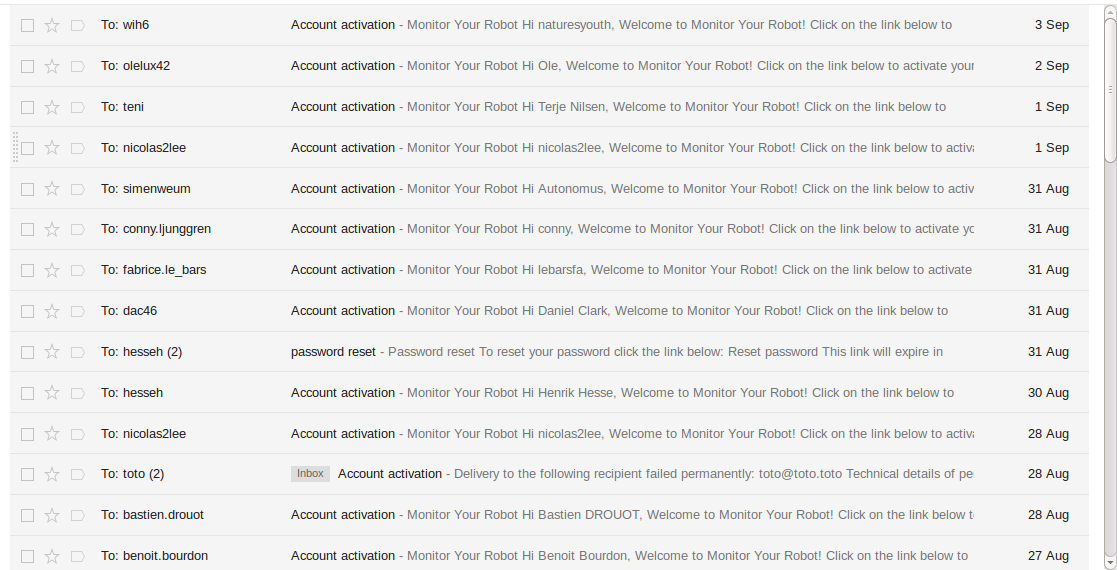 To: wih6 Account activation - Monitor Your Robot Hi naturesyouth, Welcome to Monitor Your Robot! Click on the link below to 3 Sep
To: olelux42 Account activation - Monitor Your Robot Hi Ole, Welcome to Monitor Your Robot! Click on the link below to activate your 2 Sep
To: teni Account activation - Monitor Your Robot Hi Terje Nilsen, Welcome to Monitor Your Robot! Click on the link below to 1 Sep
To: nicolas2lee Account activation - Monitor Your Robot Hi nicolas2lee, Welcome to Monitor Your Robot! Click on the link below to activa 1 Sep
To: simenweum Account activation - Monitor Your Robot Hi Autonomus, Welcome to Monitor Your Robot! Click on the link below to activ 31 Aug
To: conny.ljunggren Account activation - Monitor Your Robot Hi conny, Welcome to Monitor Your Robot! Click on the link below to activate yo 31 Aug
To: fabrice.le_bars Account activation - Monitor Your Robot Hi lebarsfa, Welcome to Monitor Your Robot! Click on the link below to activate 31 Aug
To: dac46 Account activation - Monitor Your Robot Hi Daniel Clark, Welcome to Monitor Your Robot! Click on the link below to 31 Aug
To: hesseh (2) password reset - Password reset To reset your password click the link below: Reset password This link will expire in 31 Aug
To: hesseh Account activation - Monitor Your Robot Hi Henrik Hesse, Welcome to Monitor Your Robot! Click on the link below to 30 Aug
To: nicolas2lee Account activation - Monitor Your Robot Hi nicolas2lee, Welcome to Monitor Your Robot! Click on the link below to activa 28 Aug
To: toto (2) Inbox Account activation - Delivery to the following recipient failed permanently: toto@toto.toto Technical details of pe 28 Aug
To: bastien.drouot Account activation - Monitor Your Robot Hi Bastien DROUOT, Welcome to Monitor Your Robot! Click on the link below t 28 Aug
To: benoit.bourdon Account activation - Monitor Your Robot Hi Benoit Bourdon, Welcome to Monitor Your Robot! Click on the link below to 27 Aug